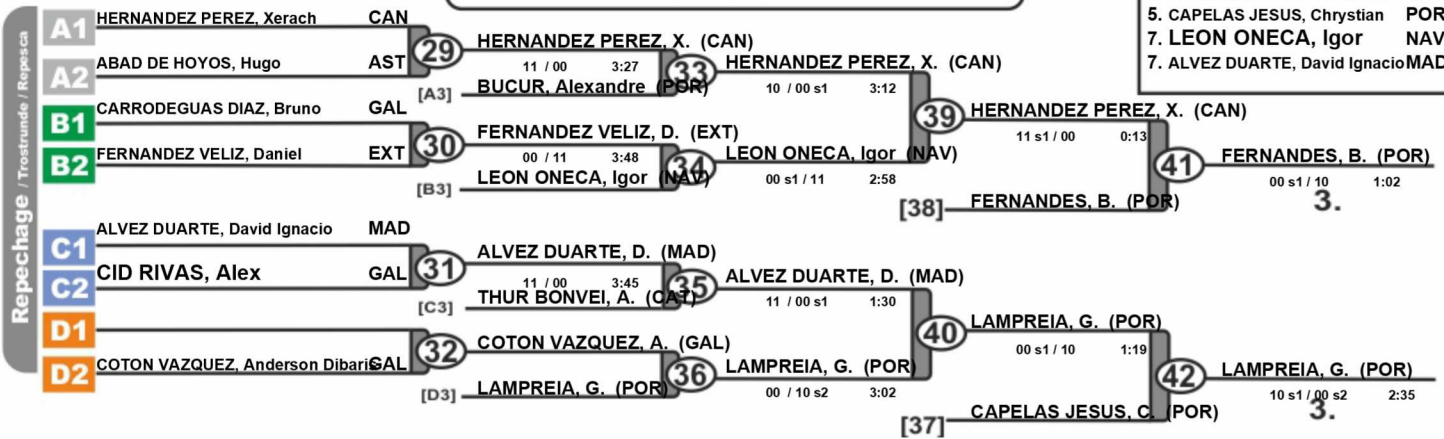 Repechage / Trostrunde / Repesca
A1 HERNANDEZ PEREZ, Xerach CAN
A2 ABAD DE HOYOS, Hugo AST
B1 CARRODEGUAS DIAZ, Bruno GAL
B2 FERNANDEZ VELIZ, Daniel EXT
C1 ALVEZ DUARTE, David Ignacio MAD
C2 CID RIVAS, Alex GAL
D1
D2 COTON VAZQUEZ, Anderson Dibaris GAL
29
HERNANDEZ PEREZ, X. (CAN)
11 / 00 3:27
[A3] BUCUR, Alexandre (POR)
30
FERNANDEZ VELIZ, D. (EXT)
00 / 11 3:48
[B3] LEON ONECA, Igor (NAV)
31
ALVEZ DUARTE, D. (MAD)
11 / 00 3:45
[C3] THUR BONVEI, A. (CAT)
32
COTON VAZQUEZ, A. (GAL)
[D3] LAMPREIA, G. (POR)
33
HERNANDEZ PEREZ, X. (CAN)
10 / 00 s1 3:12
34
LEON ONECA, Igor (NAV)
00 s1 / 11 2:58
35
ALVEZ DUARTE, D. (MAD)
11 / 00 s1 1:30
36
LAMPREIA, G. (POR)
00 / 10 s2 3:02
39
HERNANDEZ PEREZ, X. (CAN)
11 s1 / 00 0:13
[38] FERNANDES, B. (POR)
40
LAMPREIA, G. (POR)
00 s1 / 10 1:19
[37] CAPELAS JESUS, C. (POR)
41
FERNANDES, B. (POR)
00 s1 / 10 1:02
3.
42
LAMPREIA, G. (POR)
10 s1 / 00 s2 2:35
3.
5. CAPELAS JESUS, Chrystian POR
7. LEON ONECA, Igor NAV
7. ALVEZ DUARTE, David Ignacio MAD